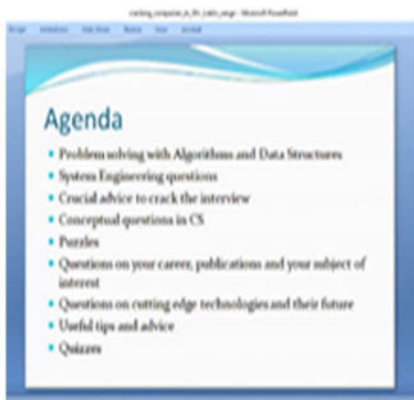 Agenda
Problem solving with Algorithms and Data Structures
System Engineering questions
Crucial advice to crack the interview
Conceptual questions in CS
Puzzles
Questions on your career, publications and your subject of
interest
Questions on cutting edge technologies and their future
Useful tips and advice
Quizzes